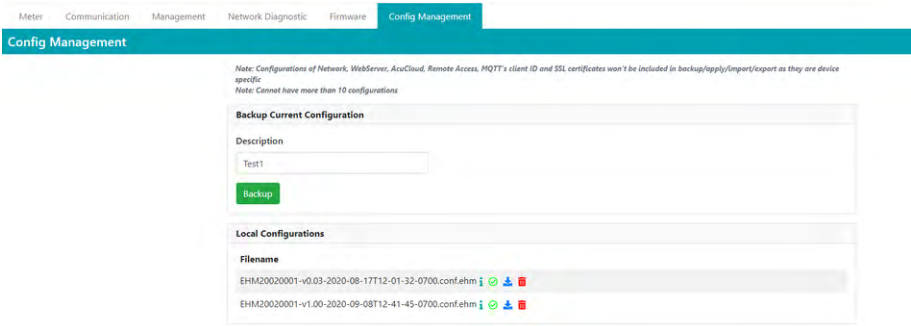 Meter Communication Management Network Diagnostic Firmware Config Management
Config Management
Note: Configurations of Network, WebServer, AcuCloud, Remote Access, MQTT's client ID and SSL certificates won't be included in backup/apply/import/export as they are device
specific
Note: Cannot have more than 10 configurations
Backup Current Configuration
Description
Test1
Backup
Local Configurations
Filename
EHM20020001-v0.03-2020-08-17T12-01-32-0700.conf.ehm
EHM20020001-v1.00-2020-09-08T12-41-45-0700.conf.ehm